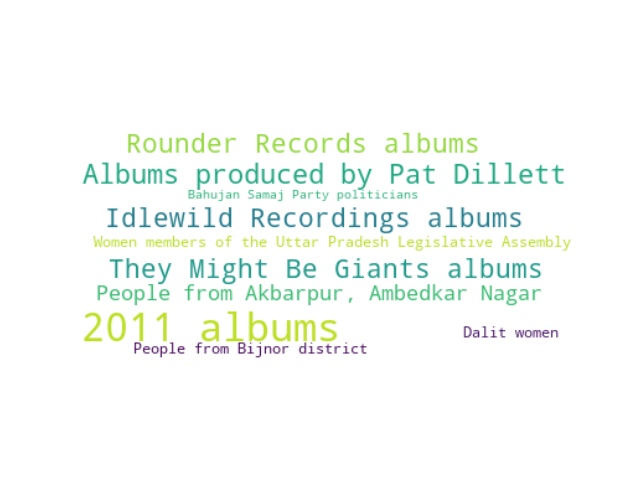 Rounder Records albums
Albums produced by Pat Dillett
Bahujan Samaj Party politicians
Idlewild Recordings albums
Women members of the Uttar Pradesh Legislative Assembly
They Might Be Giants albums
People from Akbarpur, Ambedkar Nagar
2011 albums
Dalit women
People from Bijnor district